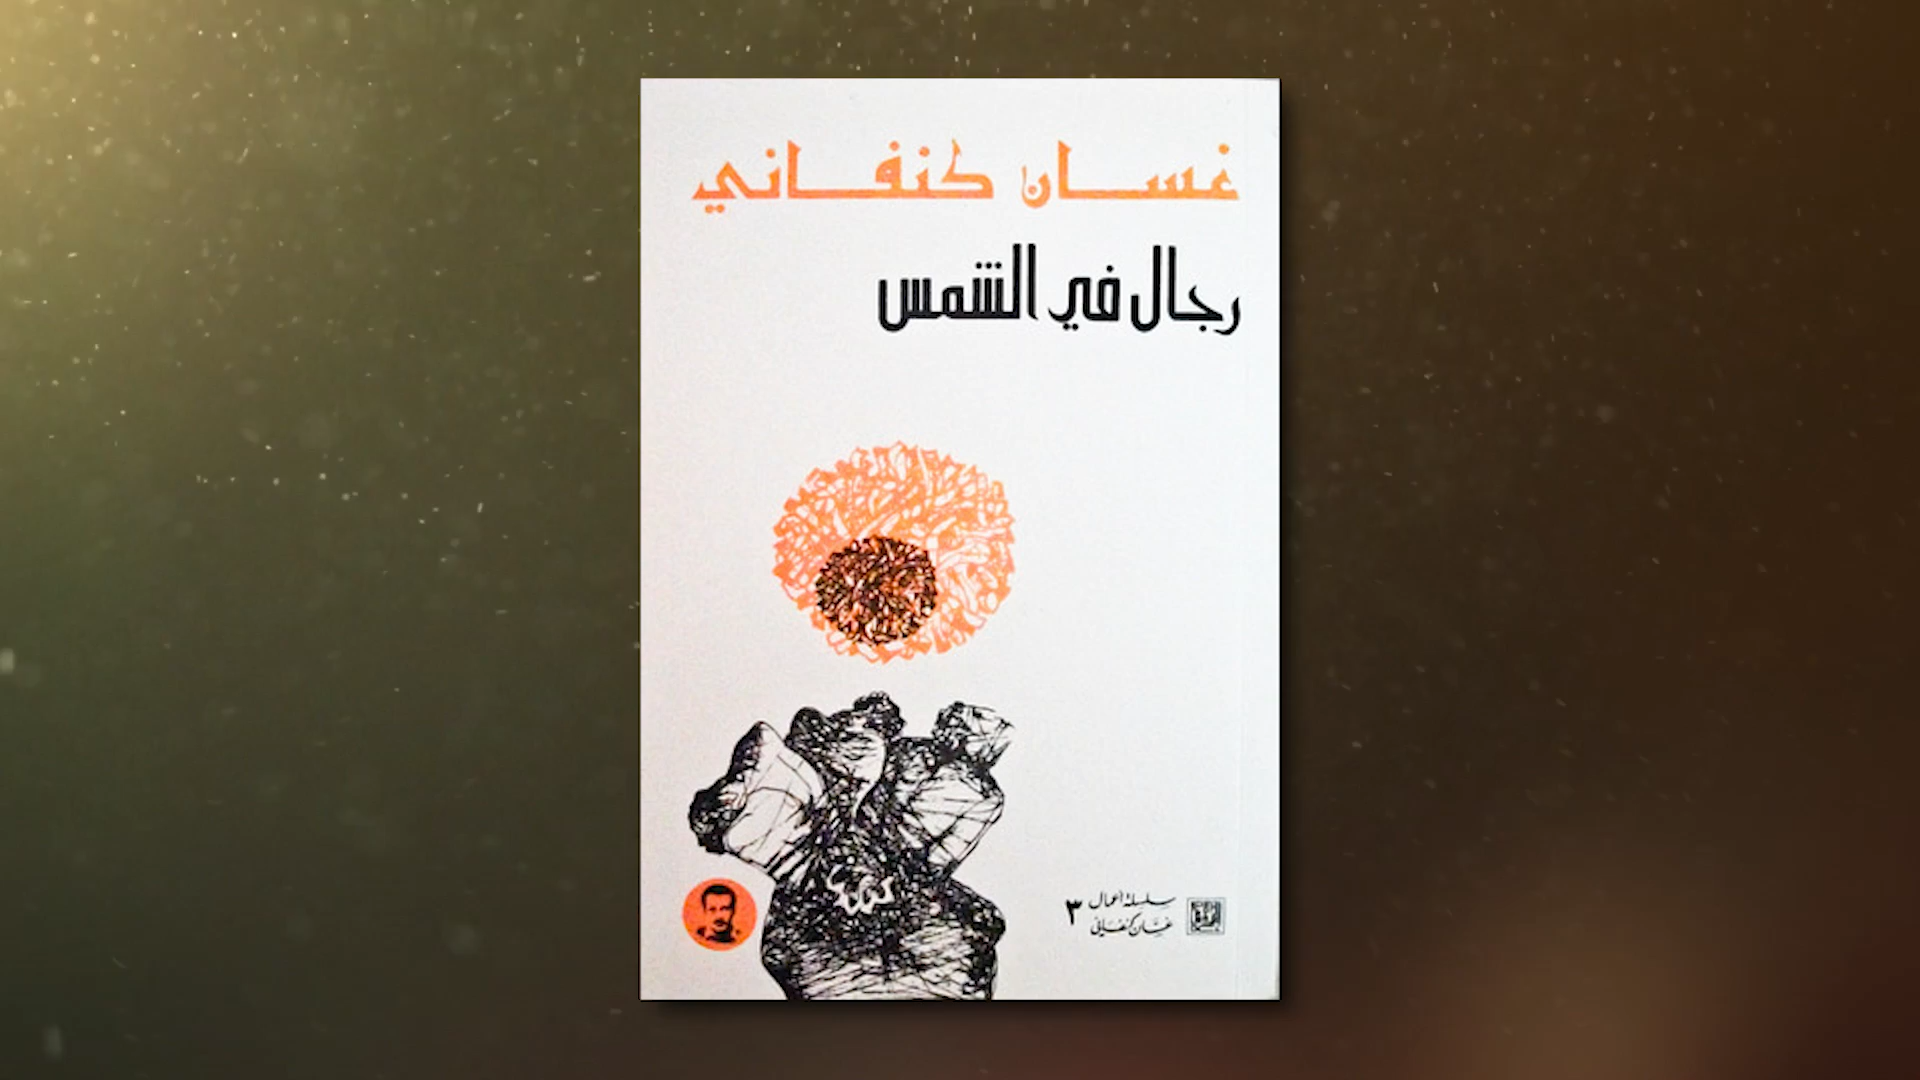 غسان كنفاني
رجال في الشمس
سلسلة أعمال
غسان كنفاني
٣